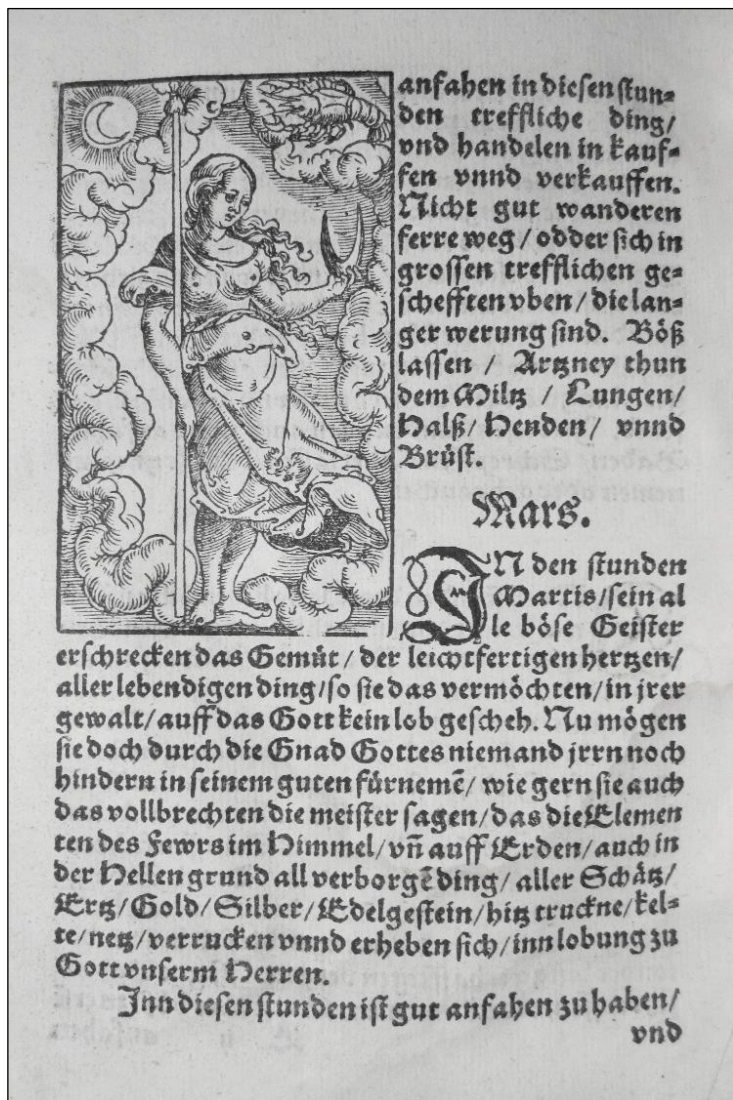 anfahen in diesen stun⸗
den treffliche ding/
vnd handelen in kauf⸗
fen vnnd verkauffen.
Nicht gut wanderen
ferre weg / odder sich in
grossen trefflichen ge⸗
schefften vben / die lan⸗
ger werung sind. Böß
lassen / Artzney thun
dem Miltz / Lungen/
Halß/ Henden/ vnnd
Brüst.
Mars.
IN den stunden
Martis/sein al
le böse Geister
erschrecken das Gemüt / der leichtfertigen hertzen/
aller lebendigen ding/so sie das vermöchten/in jrer
gewalt/auff das Gott kein lob gescheh. Nu mögen
sie doch durch die Gnad Gottes niemand jrrn noch
hindern in seinem guten fürnemē/ wie gern sie auch
das vollbrechten die meister sagen/das die Elemen
ten des Fewrs im Himmel/vñ auff Erden/auch in
der Hellen grund all verborgē ding/ aller Schätz/
Ertz/Gold/Silber/Edelgestein/hitz truckne/kel⸗
te/netz/verrucken vnnd erheben sich/inn lobung zu
Gott vnserm Herren.
Inn diesen stunden ist gut anfahen zu haben/
vnd